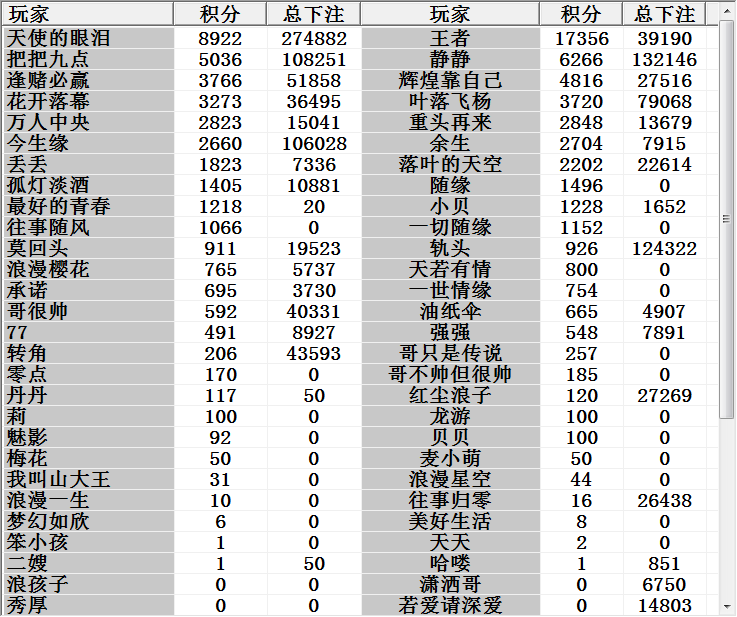 玩家 积分 总下注 玩家 积分 总下注
天使的眼泪 8922 274882 王者 17356 39190
把把九点 5036 108251 静静 6266 132146
逢赌必赢 3766 51858 辉煌靠自己 4816 27516
花开落幕 3273 36495 叶落飞杨 3720 79068
万人中央 2823 15041 重头再来 2848 13679
今生缘 2660 106028 余生 2704 7915
丢丢 1823 7336 落叶的天空 2202 22614
孤灯淡酒 1405 10881 随缘 1496 0
最好的青春 1218 20 小贝 1228 1652
往事随风 1066 0 一切随缘 1152 0
莫回头 911 19523 轨头 926 124322
浪漫樱花 765 5737 天若有情 800 0
承诺 695 3730 一世情缘 754 0
哥很帅 592 40331 油纸伞 665 4907
77 491 8927 强强 548 7891
转角 206 43593 哥只是传说 257 0
零点 170 0 哥不帅但很帅 185 0
丹丹 117 50 红尘浪子 120 27269
莉 100 0 龙游 100 0
魅影 92 0 贝贝 100 0
梅花 50 0 麦小萌 50 0
我叫山大王 31 0 浪漫星空 44 0
浪漫一生 10 0 往事归零 16 26438
梦幻如欣 6 0 美好生活 8 0
笨小孩 1 0 天天 2 0
二嫂 1 50 哈喽 1 851
浪孩子 0 0 潇洒哥 0 6750
秀厚 0 0 若爱请深爱 0 14803